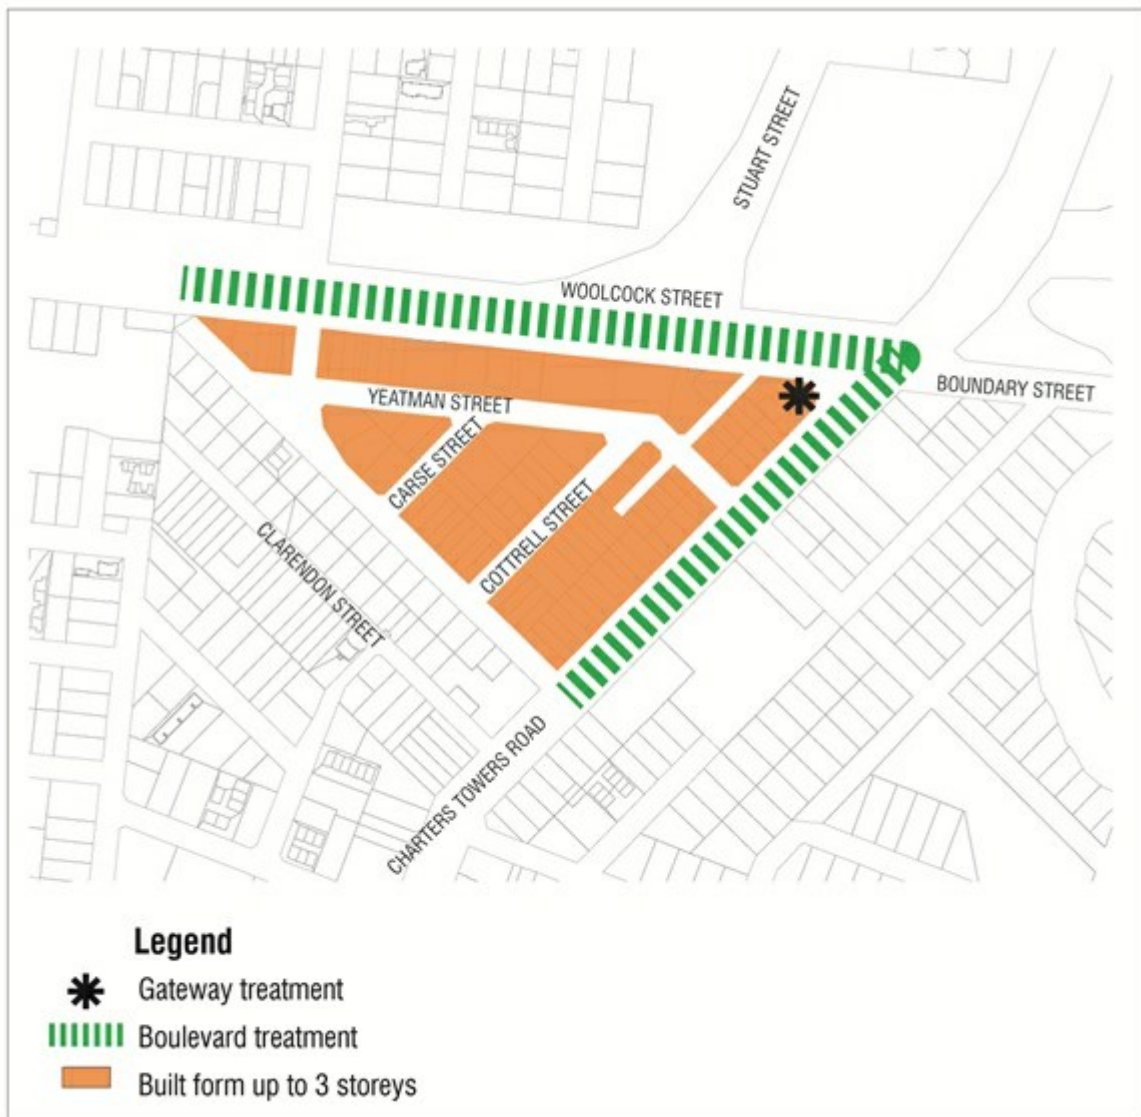 STUART STREET
WOOLCOCK STREET
BOUNDARY STREET
YEATMAN STREET
CARSE STREET
COTTRELL STREET
CLARENDON STREET
CHARTERS TOWERS ROAD
Legend
Gateway treatment
Boulevard treatment
Built form up to 3 storeys